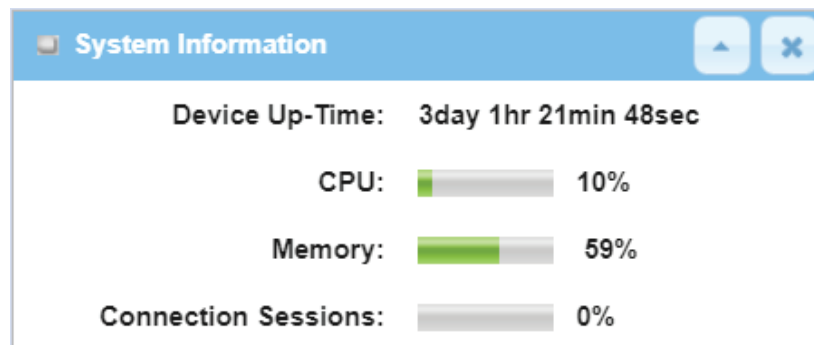 System Information
Device Up-Time: 3day 1hr 21min 48sec
CPU: 10%
Memory: 59%
Connection Sessions: 0%